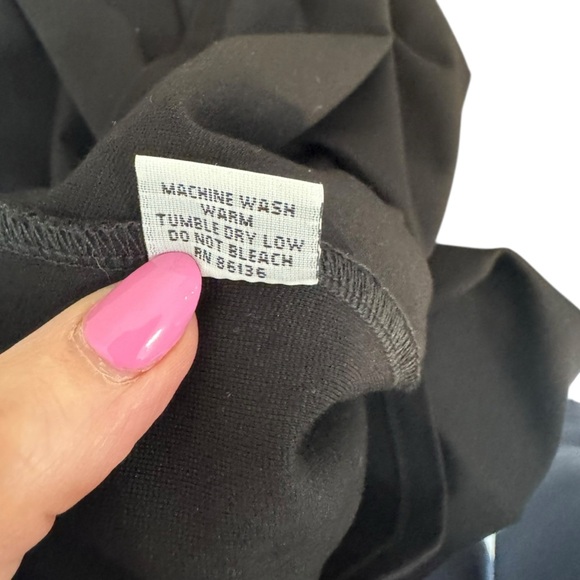 MACHINE WASH
WARM
TUMBLE DRY LOW
DO NOT BLEACH
RN 86136